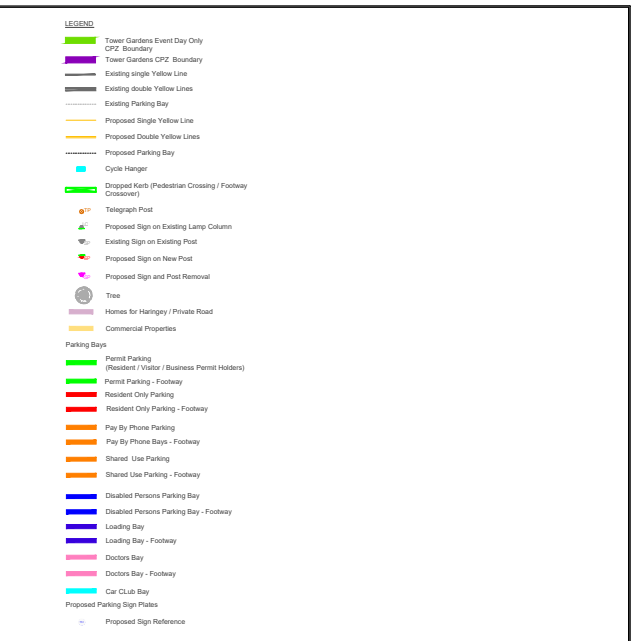 LEGEND
Tower Gardens Event Day Only
CPZ Boundary
Tower Gardens CPZ Boundary
Existing single Yellow Line
Existing double Yellow Lines
Existing Parking Bay
Proposed Single Yellow Line
Proposed Double Yellow Lines
Proposed Parking Bay
Cycle Hanger
Dropped Kerb (Pedestrian Crossing / Footway
Crossover)
TP Telegraph Post
LC Proposed Sign on Existing Lamp Column
Existing Sign on Existing Post
Proposed Sign on New Post
Proposed Sign and Post Removal
Tree
Homes for Haringey / Private Road
Commercial Properties
Parking Bays
Permit Parking
(Resident / Visitor / Business Permit Holders)
Permit Parking - Footway
Resident Only Parking
Resident Only Parking - Footway
Pay By Phone Parking
Pay By Phone Bays - Footway
Shared Use Parking
Shared Use Parking - Footway
Disabled Persons Parking Bay
Disabled Persons Parking Bay - Footway
Loading Bay
Loading Bay - Footway
Doctors Bay
Doctors Bay - Footway
Car CLub Bay
Proposed Parking Sign Plates
Proposed Sign Reference